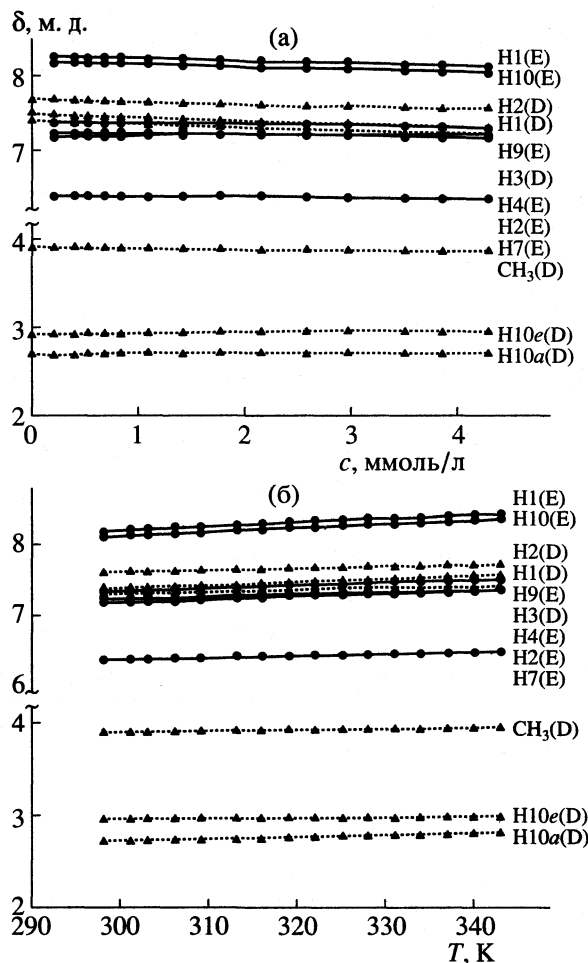 δ, м. д.
(а)
H1(E)
8
H10(E)
H2(D)
H1(D)
7
H9(E)
H3(D)
H4(E)
H2(E)
4
H7(E)
CH₃(D)
3
H10e(D)
H10a(D)
2
0 1 2 3 4
c, ммоль/л
(б)
H1(E)
H10(E)
8
H2(D)
H1(D)
H9(E)
7
H3(D)
H4(E)
H2(E)
6
H7(E)
4
CH₃(D)
3
H10e(D)
H10a(D)
2
290 300 310 320 330 340
T, K